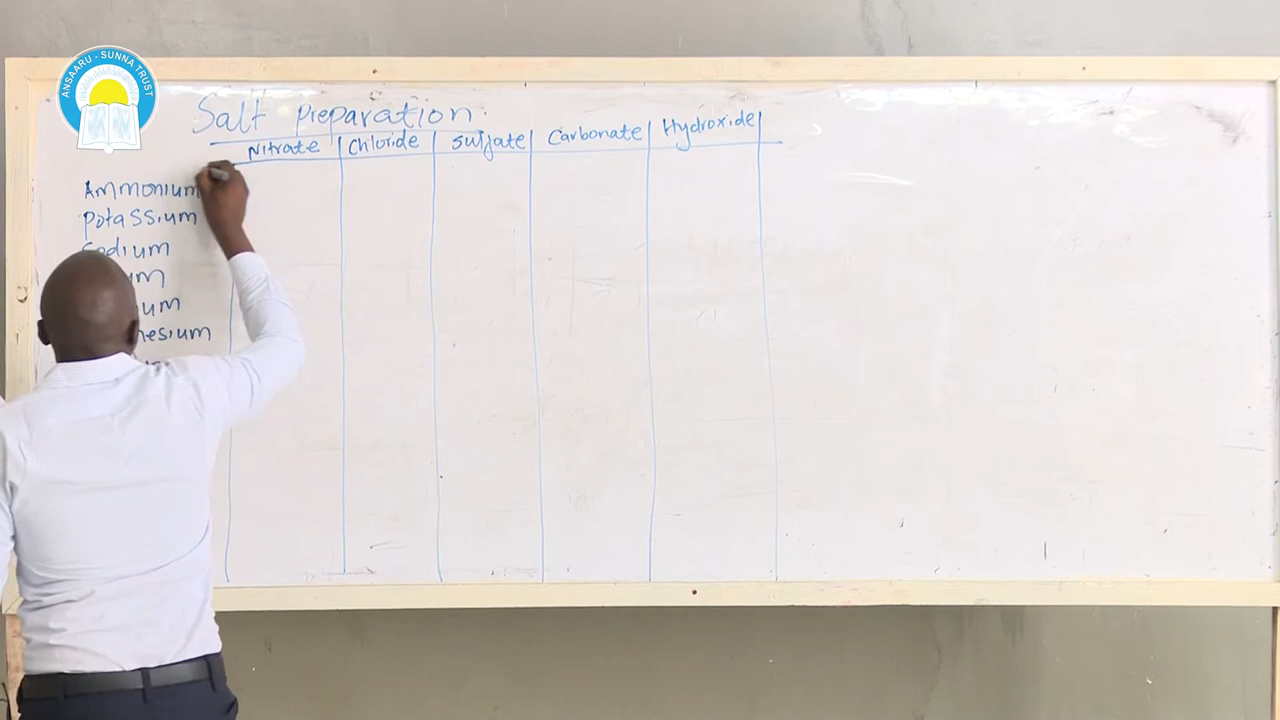 ANSAARU - SUNNA TRUST
Salt preparation.
Nitrate Chloride Sulfate Carbonate Hydroxide
Ammonium
potassium
Sodium